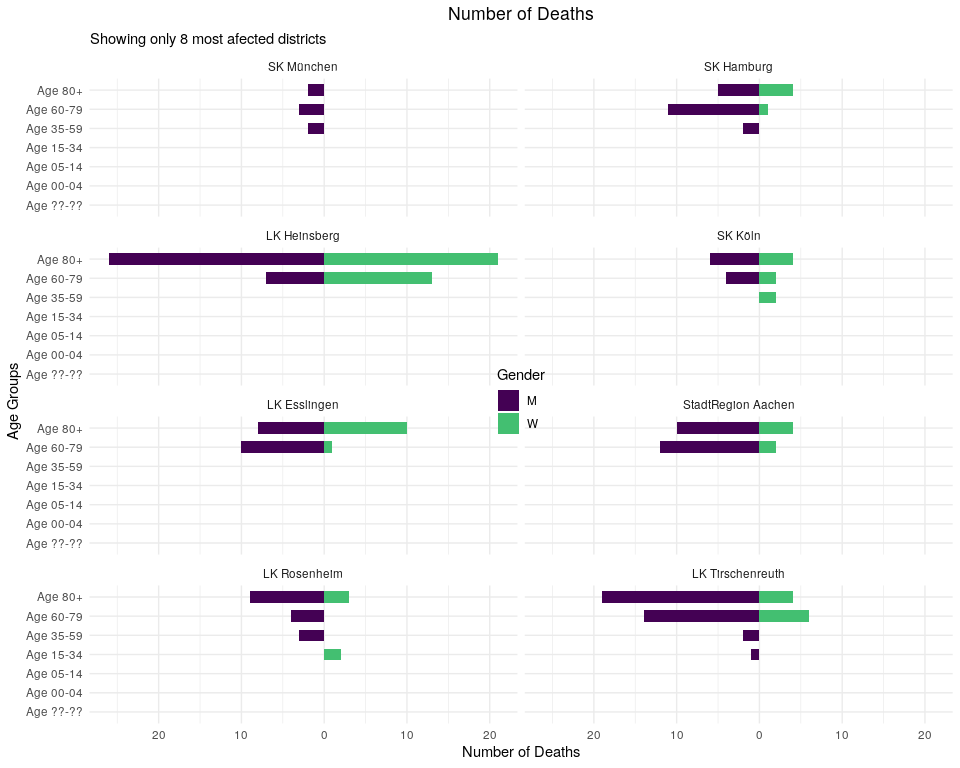 Number of Deaths
Showing only 8 most afected districts
SK München
SK Hamburg
Age 80+
Age 60-79
Age 35-59
Age 15-34
Age 05-14
Age 00-04
Age ??-??
LK Heinsberg
SK Köln
Age 80+
Age 60-79
Age 35-59
Age 15-34
Age 05-14
Age 00-04
Age ??-??
Age Groups
Gender
M
W
LK Esslingen
StadtRegion Aachen
Age 80+
Age 60-79
Age 35-59
Age 15-34
Age 05-14
Age 00-04
Age ??-??
LK Rosenheim
LK Tirschenreuth
Age 80+
Age 60-79
Age 35-59
Age 15-34
Age 05-14
Age 00-04
Age ??-??
20 10 0 10 20 20 10 0 10 20
Number of Deaths